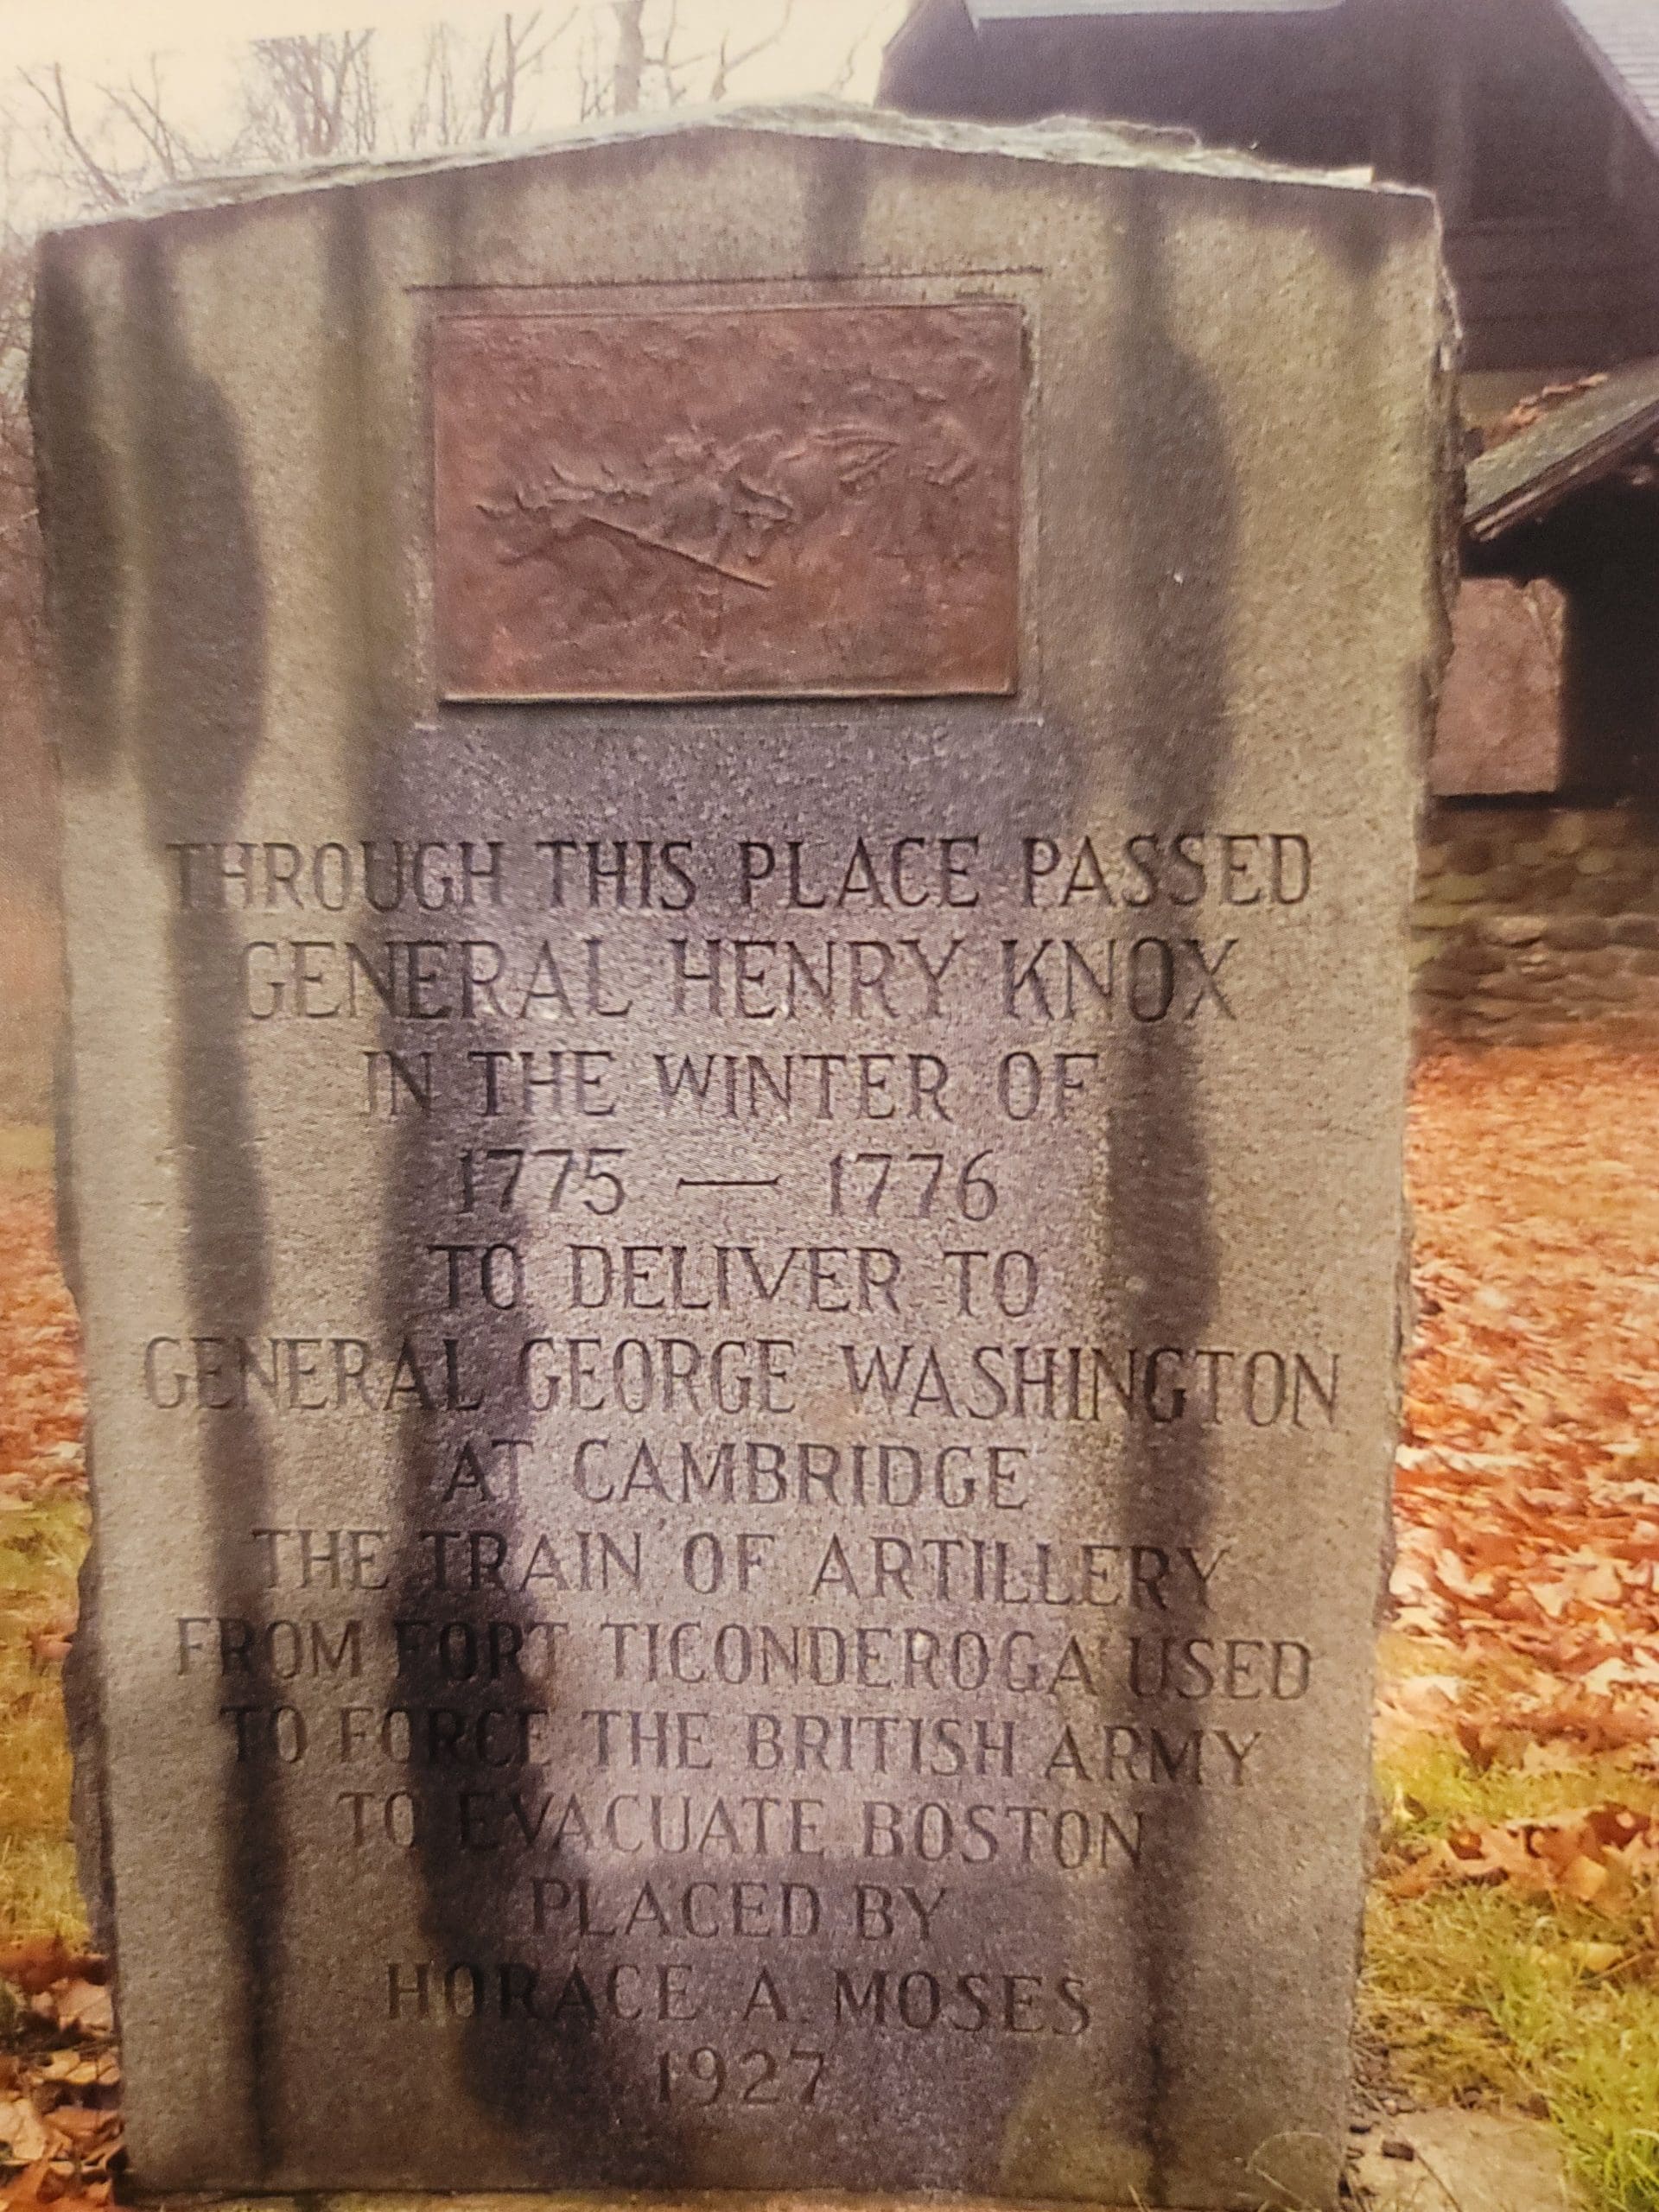 THROUGH THIS PLACE PASSED
GENERAL HENRY KNOX
IN THE WINTER OF
1775 — 1776
TO DELIVER TO
GENERAL GEORGE WASHINGTON
AT CAMBRIDGE
THE TRAIN OF ARTILLERY
FROM FORT TICONDEROGA USED
TO FORCE THE BRITISH ARMY
TO EVACUATE BOSTON
PLACED BY
HORACE A. MOSES
1927